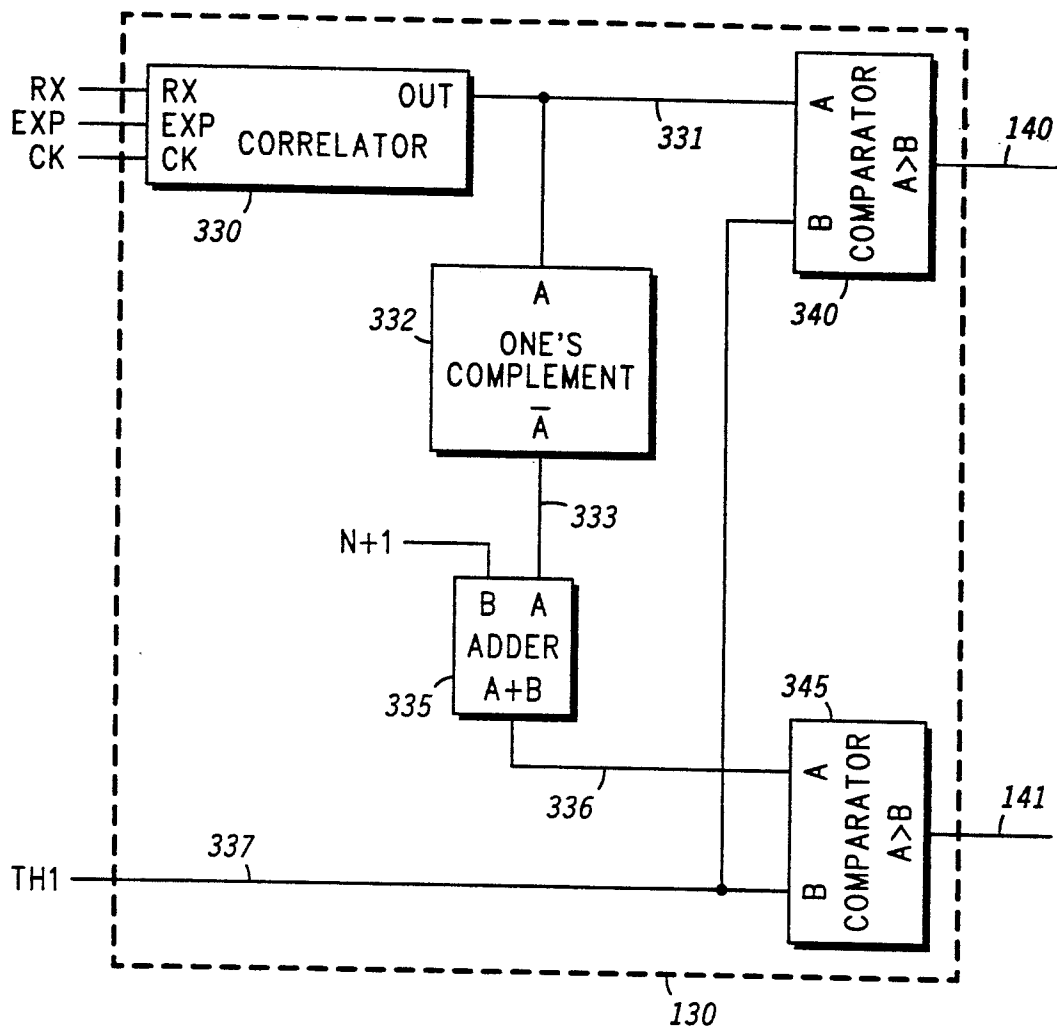 RX
EXP
CK
RX
EXP
CK
OUT
CORRELATOR
330
331
A
B
COMPARATOR
A>B
340
140
332
A
ONE'S
COMPLEMENT
A̅
333
N+1
B A
ADDER
A+B
335
336
345
A
B
COMPARATOR
A>B
141
TH1
337
130